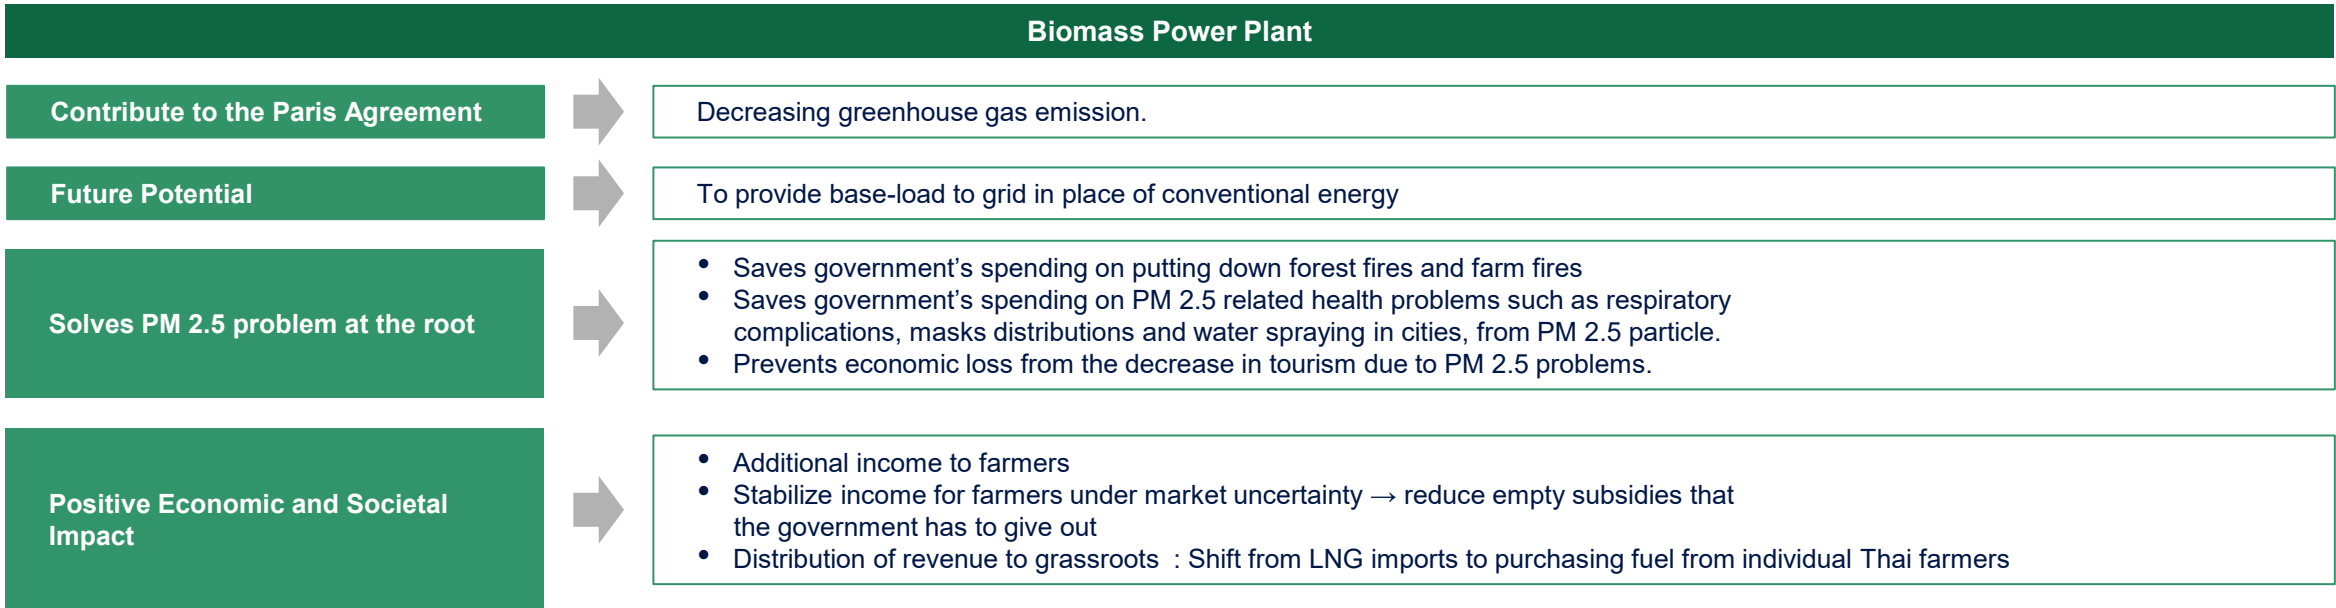 Biomass Power Plant
Contribute to the Paris Agreement
Decreasing greenhouse gas emission.
Future Potential
To provide base-load to grid in place of conventional energy
Solves PM 2.5 problem at the root
• Saves government’s spending on putting down forest fires and farm fires
• Saves government’s spending on PM 2.5 related health problems such as respiratory
complications, masks distributions and water spraying in cities, from PM 2.5 particle.
• Prevents economic loss from the decrease in tourism due to PM 2.5 problems.
Positive Economic and Societal
Impact
• Additional income to farmers
• Stabilize income for farmers under market uncertainty → reduce empty subsidies that
the government has to give out
• Distribution of revenue to grassroots : Shift from LNG imports to purchasing fuel from individual Thai farmers